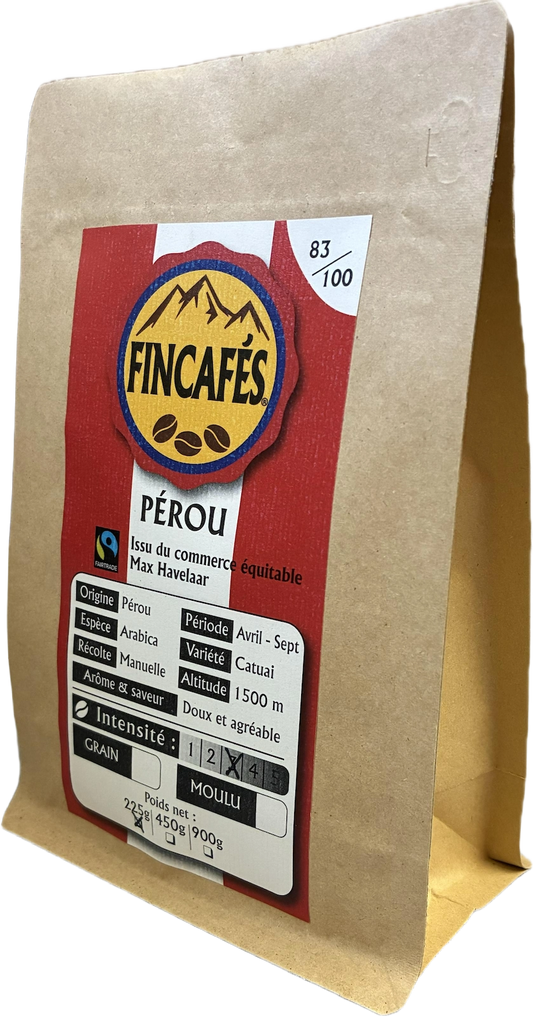 83
/100
FINCAFÉS®
PÉROU
FAIRTRADE
Issu du commerce équitable
Max Havelaar
Origine Pérou Période Avril - Sept
Espèce Arabica Variété Catuai
Récolte Manuelle Altitude 1500 m
Arôme & saveur Doux et agréable
Intensité : 1 2 3 4 5
GRAIN MOULU
Poids net :
225g 450g 900g